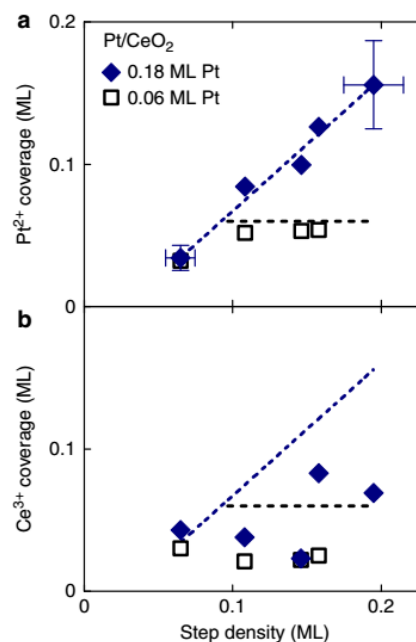 a
0.2
Pt/CeO2
0.18 ML Pt
0.06 ML Pt
Pt2+ coverage (ML)
0.1
0
b
Ce3+ coverage (ML)
0.1
0
0
0.1
0.2
Step density (ML)